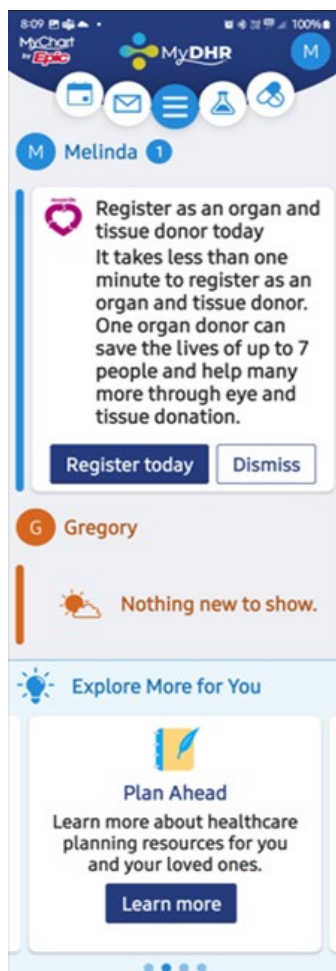 8:09
100%
MyChart
by Epic
MyDHR
M
M Melinda 1
Register as an organ and
tissue donor today
It takes less than one
minute to register as an
organ and tissue donor.
One organ donor can
save the lives of up to 7
people and help many
more through eye and
tissue donation.
Register today Dismiss
G Gregory
Nothing new to show.
Explore More for You
Plan Ahead
Learn more about healthcare
planning resources for you
and your loved ones.
Learn more